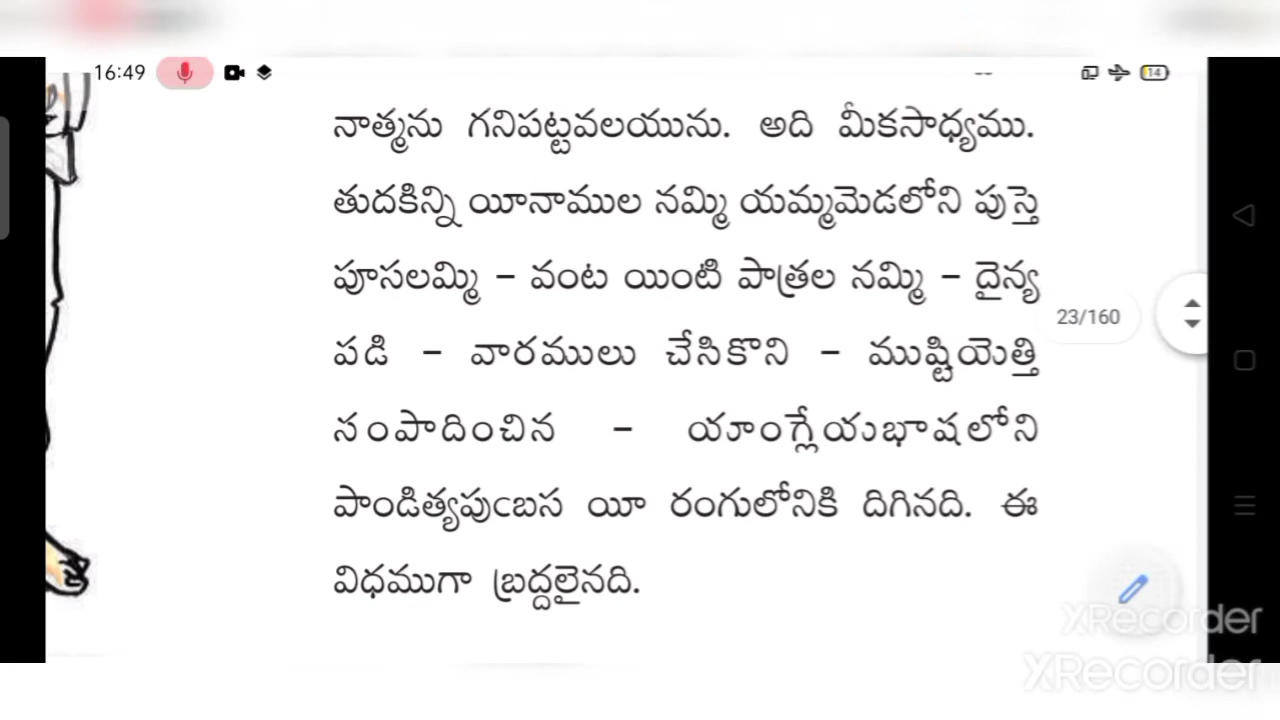 16:49
14
నాత్మను గనిపట్టవలయును. అది మీకసాధ్యము.
తుదకిన్ని యీనాముల నమ్మి యమ్మమెడలోని పుస్తె
పూసలమ్మి – వంట యింటి పాత్రల నమ్మి – దైన్య
పడి – వారములు చేసికొని – ముష్టియెత్తి
సంపాదించిన – యాంగ్లేయభాషలోని
పాండిత్యపుఁబస యీ రంగులోనికి దిగినది. ఈ
విధముగా బ్రద్దలైనది.
23/160
XRecorder
XRecorder